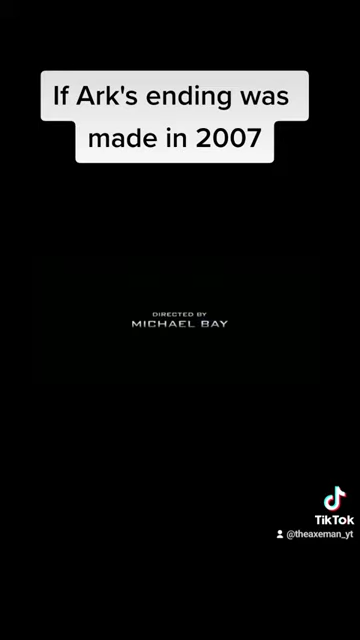 If Ark's ending was
made in 2007
DIRECTED BY
MICHAEL BAY
TikTok
@theaxeman_yt